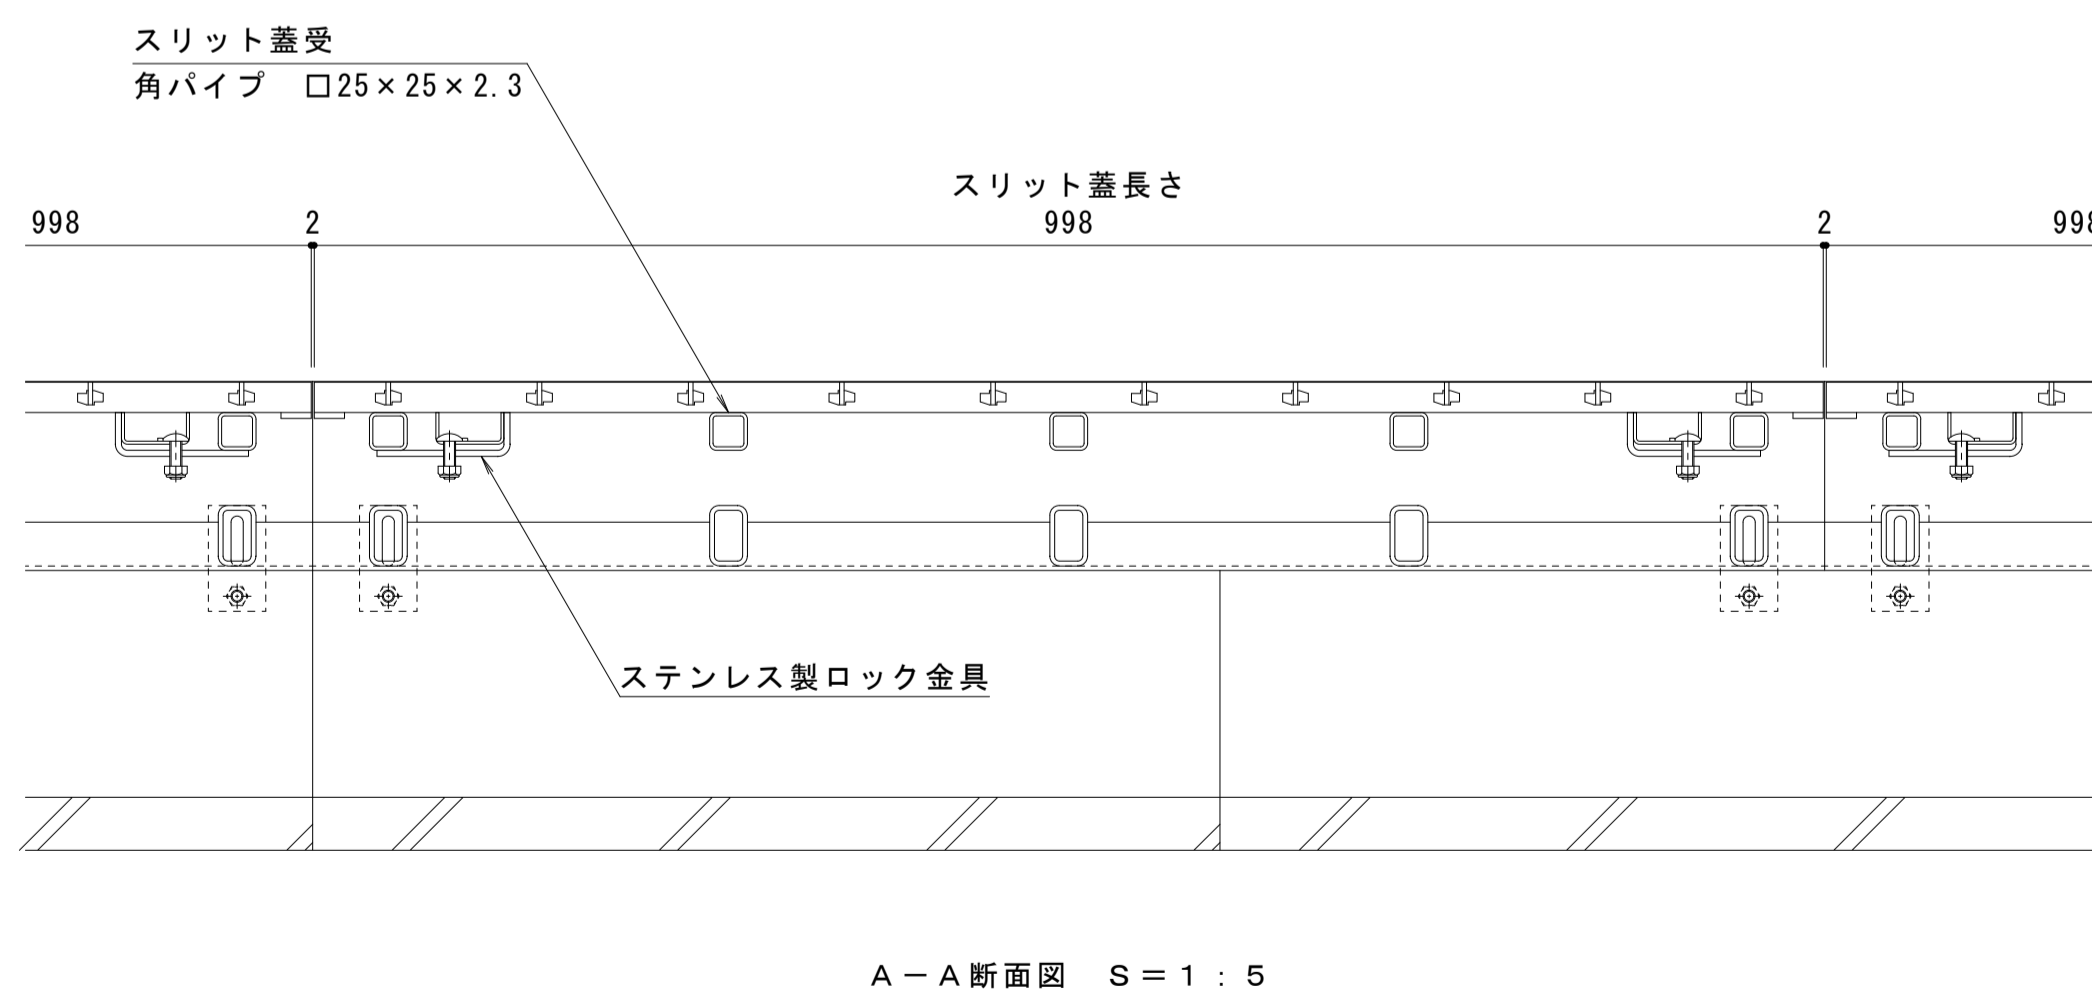 スリット蓋受
角パイプ　□25×25×2.3
スリット蓋長さ
998 2 998 2 998
ステンレス製ロック金具
A－A断面図　S＝1：5